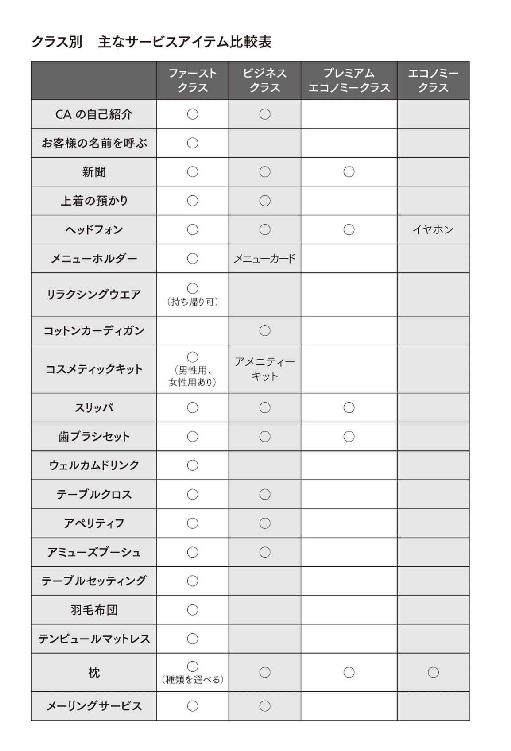 クラス別 主なサービスアイテム比較表
ファースト
クラス
ビジネス
クラス
プレミアム
エコノミークラス
エコノミー
クラス
CA の自己紹介 ○ ○
お客様の名前を呼ぶ ○
新聞 ○ ○ ○
上着の預かり ○ ○
ヘッドフォン ○ ○ ○ イヤホン
メニューホルダー ○ メニューカード
リラクシングウエア ○
(持ち帰り可)
コットンカーディガン ○
コスメティックキット ○
(男性用、
女性用あり)
アメニティー
キット
スリッパ ○ ○ ○
歯ブラシセット ○ ○ ○
ウェルカムドリンク ○
テーブルクロス ○ ○
アペリティフ ○ ○
アミューズブーシュ ○ ○
テーブルセッティング ○
羽毛布団 ○
テンピュールマットレス ○
枕 ○
(種類を選べる)
○ ○ ○
メーリングサービス ○ ○